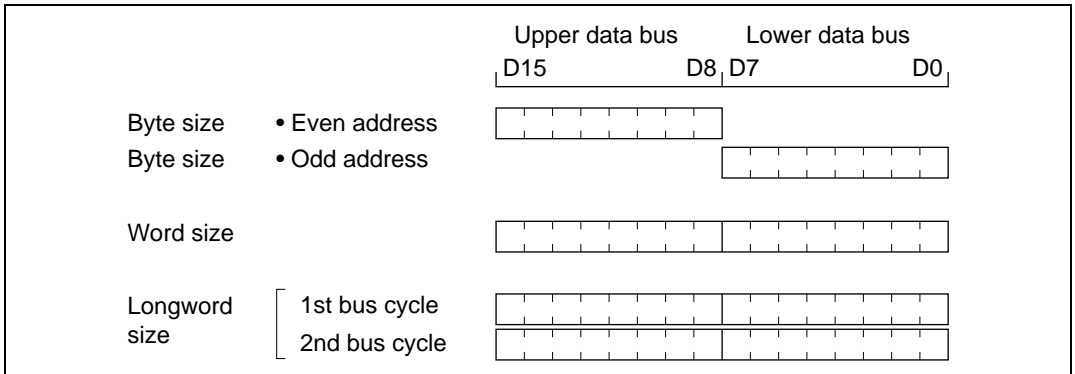 Upper data bus Lower data bus
D15 D8 D7 D0
Byte size • Even address
Byte size • Odd address
Word size
Longword size 1st bus cycle
2nd bus cycle